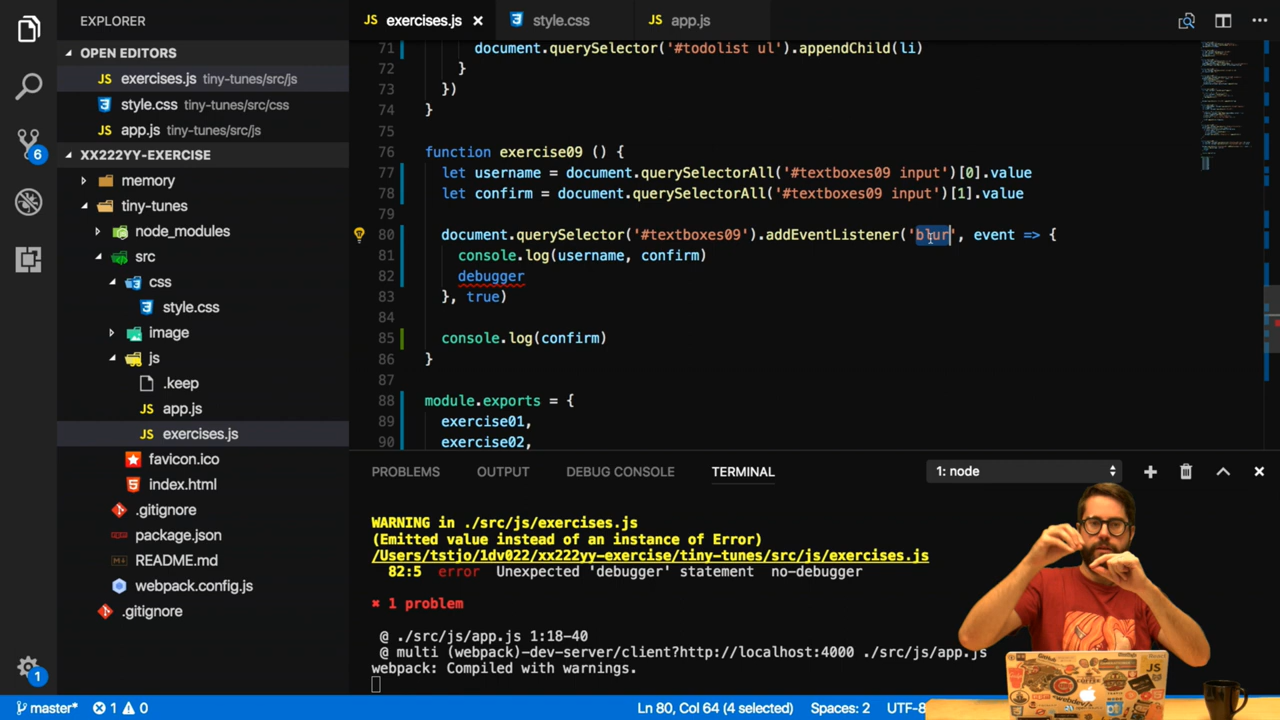 EXPLORER
OPEN EDITORS
JS exercises.js tiny-tunes/src/js
style.css tiny-tunes/src/css
JS app.js tiny-tunes/src/js
XX222YY-EXERCISE
memory
tiny-tunes
node_modules
src
css
style.css
image
js
.keep
JS app.js
JS exercises.js
favicon.ico
index.html
.gitignore
package.json
README.md
webpack.config.js
.gitignore
6
1
JS exercises.js
style.css
JS app.js
71 document.querySelector('#todolist ul').appendChild(li)
72 }
73 })
74 }
75
76 function exercise09 () {
77 let username = document.querySelectorAll('#textboxes09 input')[0].value
78 let confirm = document.querySelectorAll('#textboxes09 input')[1].value
79
80 document.querySelector('#textboxes09').addEventListener('blur', event => {
81 console.log(username, confirm)
82 debugger
83 }, true)
84
85 console.log(confirm)
86 }
87
88 module.exports = {
89 exercise01,
90 exercise02,
PROBLEMS OUTPUT DEBUG CONSOLE TERMINAL 1: node
WARNING in ./src/js/exercises.js
(Emitted value instead of an instance of Error)
/Users/tstjo/1dv022/xx222yy-exercise/tiny-tunes/src/js/exercises.js
82:5 error Unexpected 'debugger' statement no-debugger
✖ 1 problem
@ ./src/js/app.js 1:18-40
@ multi (webpack)-dev-server/client?http://localhost:4000 ./src/js/app.js
webpack: Compiled with warnings.
master* 1 0 Ln 80, Col 64 (4 selected) Spaces: 2 UTF-8